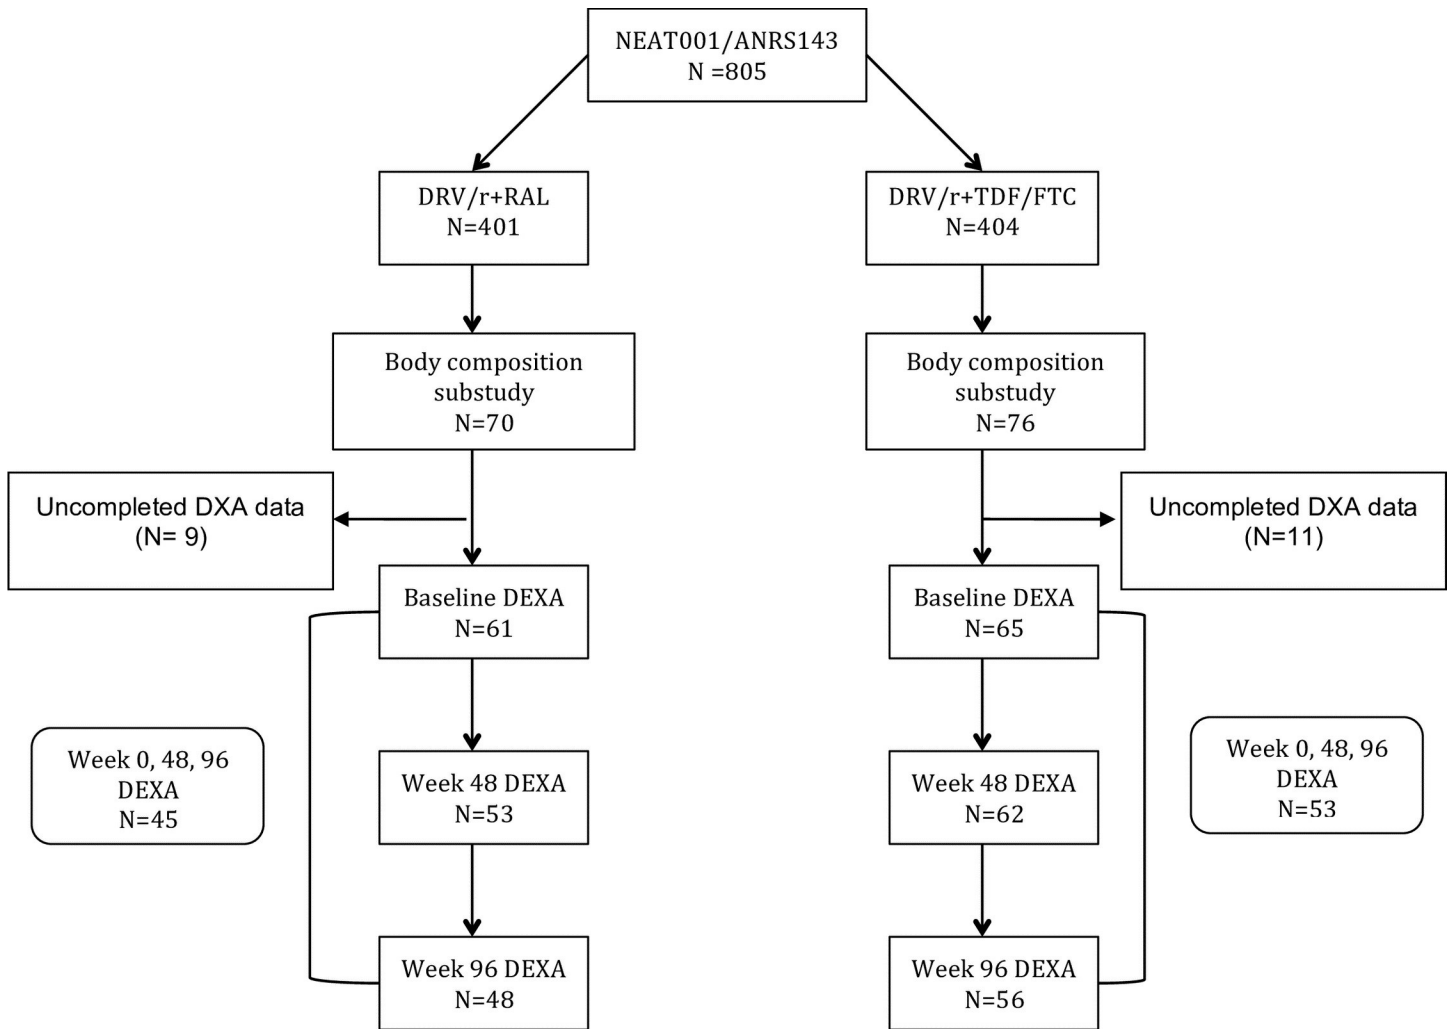 NEAT001/ANRS143
N =805
DRV/r+RAL
N=401
DRV/r+TDF/FTC
N=404
Body composition
substudy
N=70
Body composition
substudy
N=76
Uncompleted DXA data
(N= 9)
Uncompleted DXA data
(N=11)
Baseline DEXA
N=61
Baseline DEXA
N=65
Week 0, 48, 96
DEXA
N=45
Week 48 DEXA
N=53
Week 48 DEXA
N=62
Week 0, 48, 96
DEXA
N=53
Week 96 DEXA
N=48
Week 96 DEXA
N=56